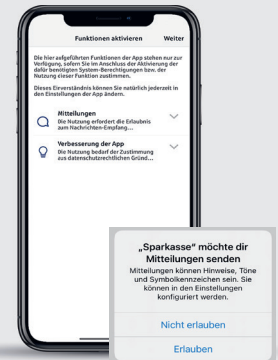 Funktionen aktivieren Weiter
Die hier aufgeführten Funktionen der App stehen nur zur
Verfügung, sofern Sie im Anschluss der Aktivierung der
dafür benötigten System-Berechtigungen bzw. der
Nutzung dieser Funktion zustimmen.
Dieses Einverständnis können Sie natürlich jederzeit in
den Einstellungen der App ändern.
Mitteilungen
Die Nutzung erfordert die Erlaubnis
zum Nachrichten-Empfang...
Verbesserung der App
Die Nutzung bedarf der Zustimmung
aus datenschutzrechtlichen Gründ...
„Sparkasse“ möchte dir
Mitteilungen senden
Mitteilungen können Hinweise, Töne
und Symbolkennzeichen sein. Sie
können in den Einstellungen
konfiguriert werden.
Nicht erlauben
Erlauben